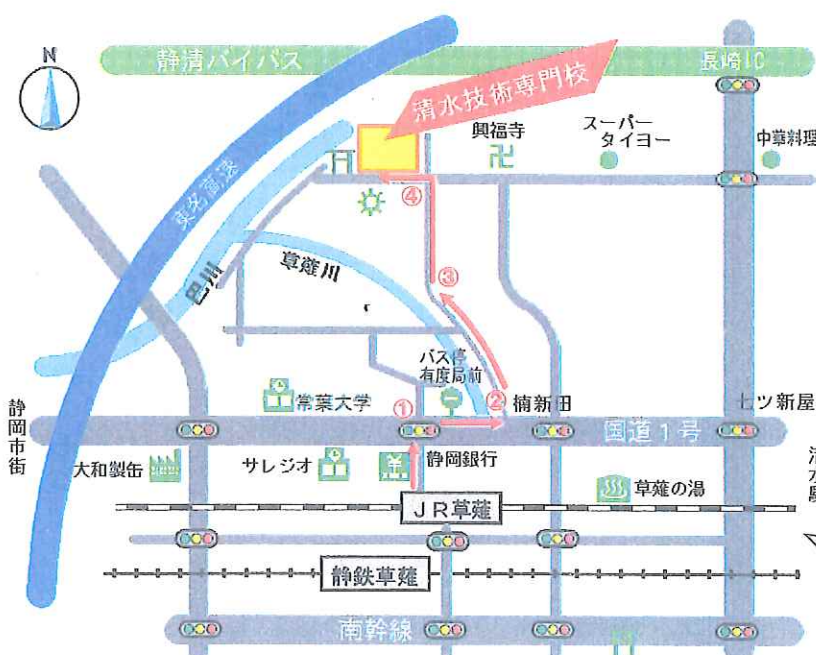 N
静清バイパス
長崎IC
清水技術専門校
興福寺
スーパー
タイヨー
中華料理
東名高速
④
巴川
草薙川
③
バス停
有度局前
常葉大学
①
②
楠新田
七ツ新屋
国道1号
静岡市街
大和製缶
サレジオ
静岡銀行
草薙の湯
清水駅
JR草薙
静鉄草薙
南幹線